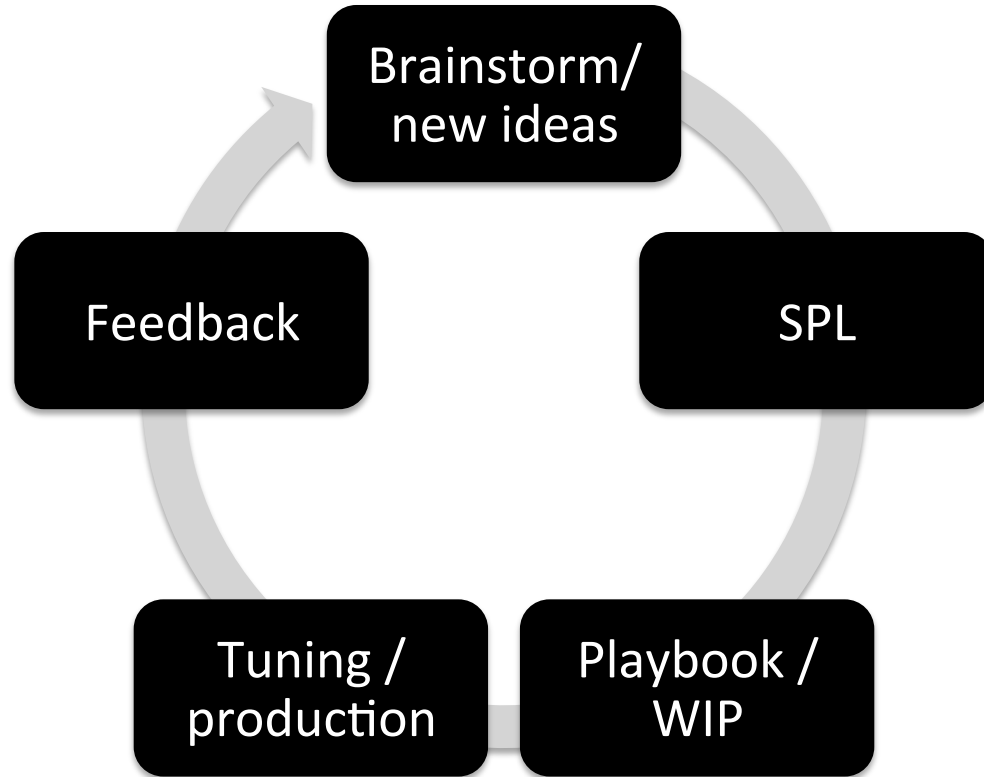 Brainstorm/
new ideas
SPL
Playbook /
WIP
Tuning /
production
Feedback